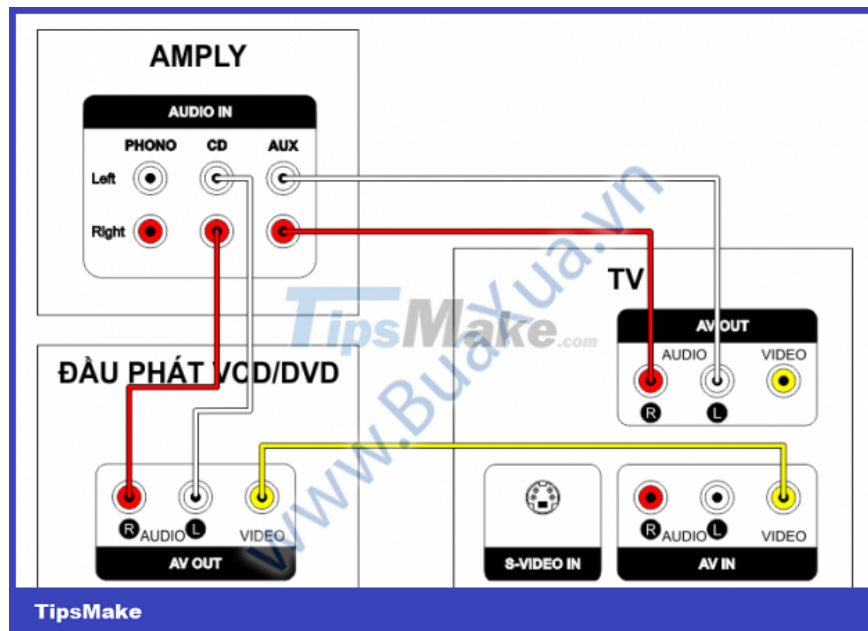 AMPLY
AUDIO IN
PHONO CD AUX
Left
Right
TV
AV OUT
AUDIO VIDEO
R L
TipsMake.com
www.BuaXua.vn
ĐẦU PHÁT VCD/DVD
R AUDIO L VIDEO
AV OUT
S-VIDEO IN
R AUDIO L VIDEO
AV IN
TipsMake